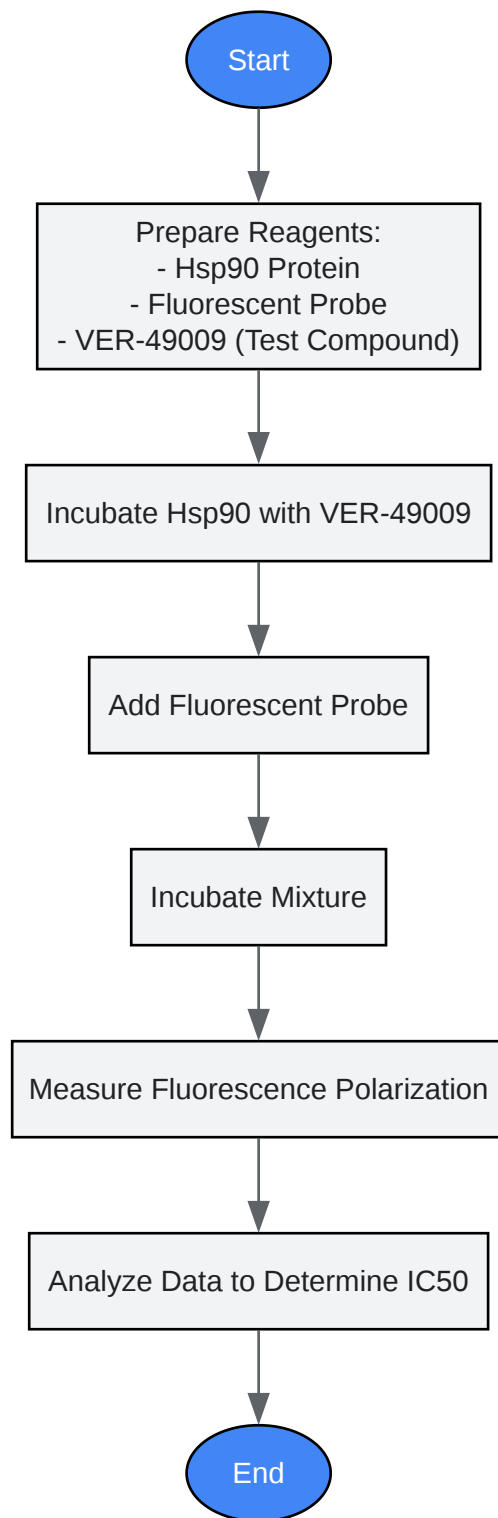 Start
Prepare Reagents:
- Hsp90 Protein
- Fluorescent Probe
- VER-49009 (Test Compound)
Incubate Hsp90 with VER-49009
Add Fluorescent Probe
Incubate Mixture
Measure Fluorescence Polarization
Analyze Data to Determine IC50
End